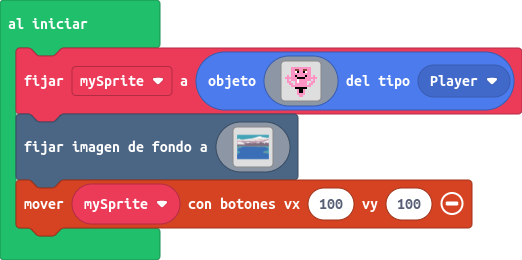 al iniciar
fijar mySprite a objeto del tipo Player
fijar imagen de fondo a
mover mySprite con botones vx 100 vy 100